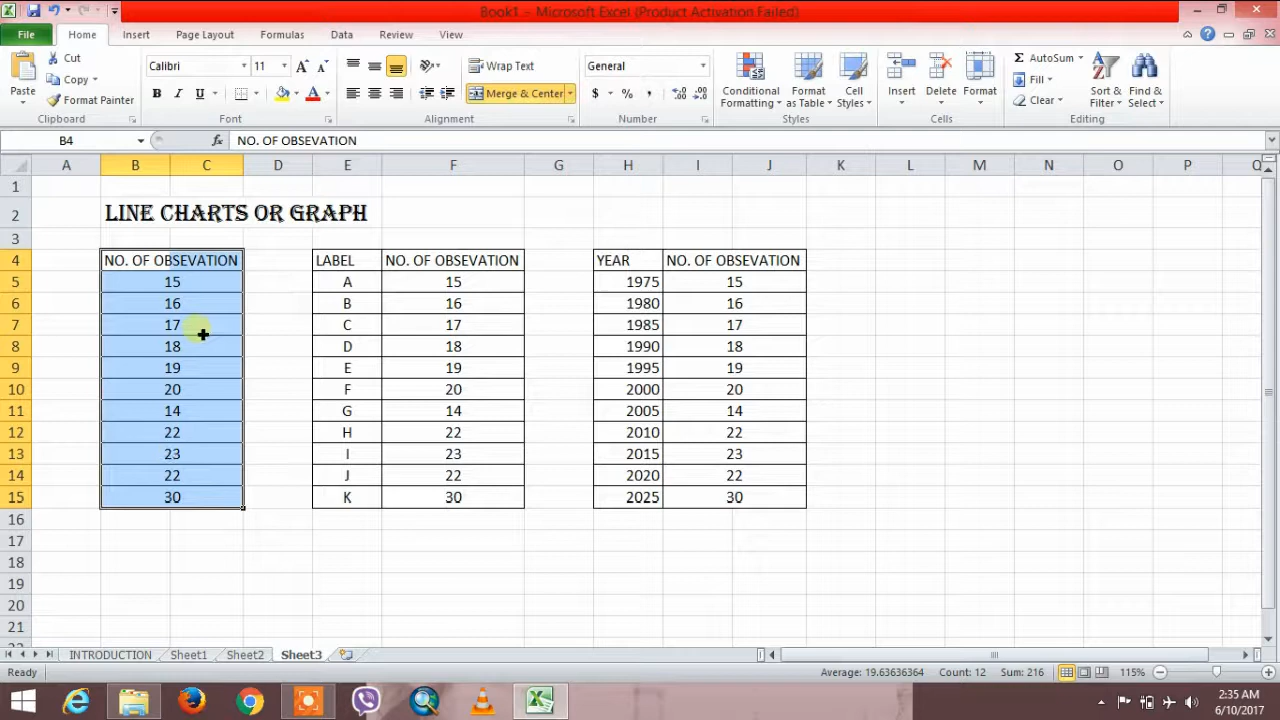 Book1 - Microsoft Excel (Product Activation Failed)
File Home Insert Page Layout Formulas Data Review View
Paste
Cut
Copy
Format Painter
Clipboard
Calibri 11
B I U
Font
Wrap Text
Merge & Center
Alignment
General
$ % ,
Number
Conditional Formatting
Format as Table
Cell Styles
Styles
Insert
Delete
Format
Cells
AutoSum
Fill
Clear
Sort & Filter
Find & Select
Editing
B4 fx NO. OF OBSEVATION
A B C D E F G H I J K L M N O P Q
1
2 LINE CHARTS OR GRAPH
3
4 NO. OF OBSEVATION LABEL NO. OF OBSEVATION YEAR NO. OF OBSEVATION
5 15 A 15 1975 15
6 16 B 16 1980 16
7 17 C 17 1985 17
8 18 D 18 1990 18
9 19 E 19 1995 19
10 20 F 20 2000 20
11 14 G 14 2005 14
12 22 H 22 2010 22
13 23 I 23 2015 23
14 22 J 22 2020 22
15 30 K 30 2025 30
16
17
18
19
20
21
INTRODUCTION Sheet1 Sheet2 Sheet3
Ready Average: 19.63636364 Count: 12 Sum: 216 115%
2:35 AM
6/10/2017